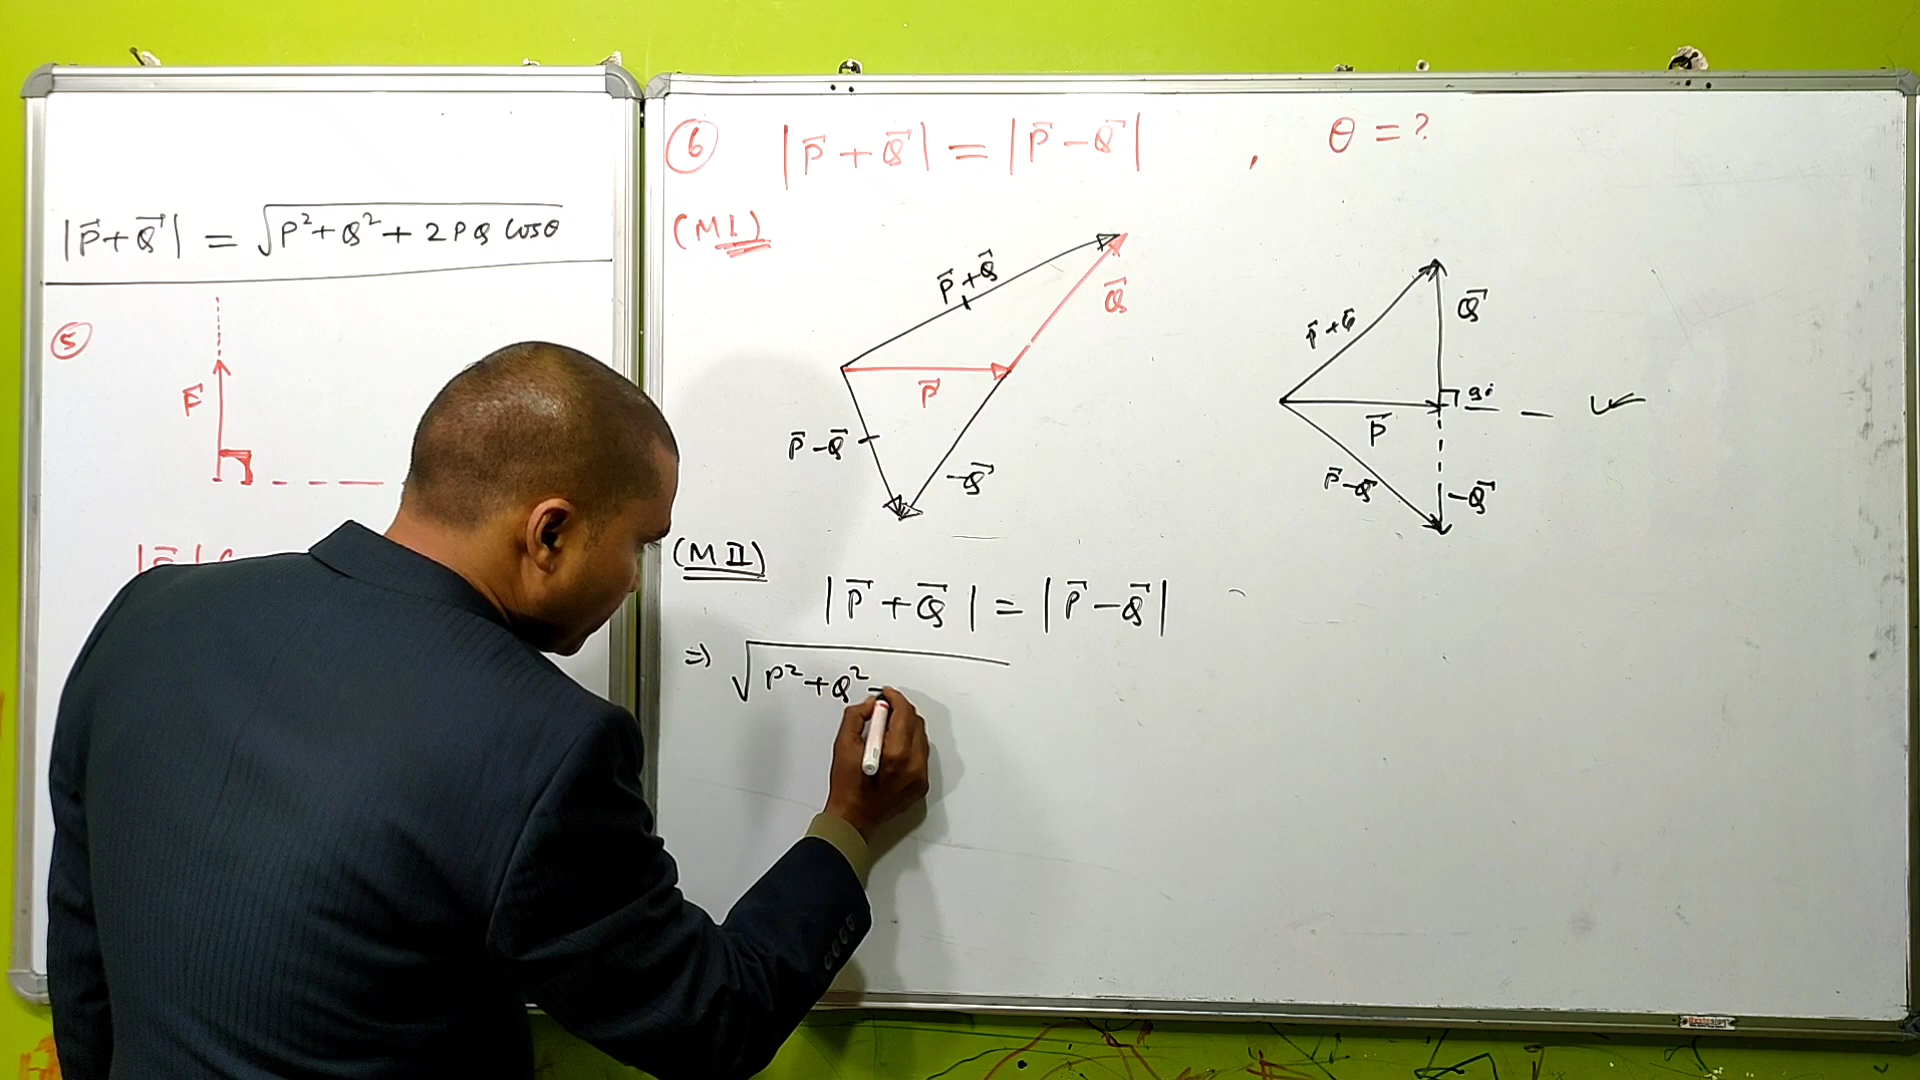 |P⃗+Q⃗| = √P²+Q²+2PQ Cosθ
5
F⃗
6 |P⃗+Q⃗| = |P⃗-Q⃗| , θ = ?
(M I)
P⃗+Q⃗
Q⃗
P⃗
P⃗-Q⃗
-Q⃗
P⃗+Q⃗
Q⃗
90°
P⃗
P⃗-Q⃗
-Q⃗
(M II)
|P⃗+Q⃗| = |P⃗-Q⃗|
⇒ √P²+Q²